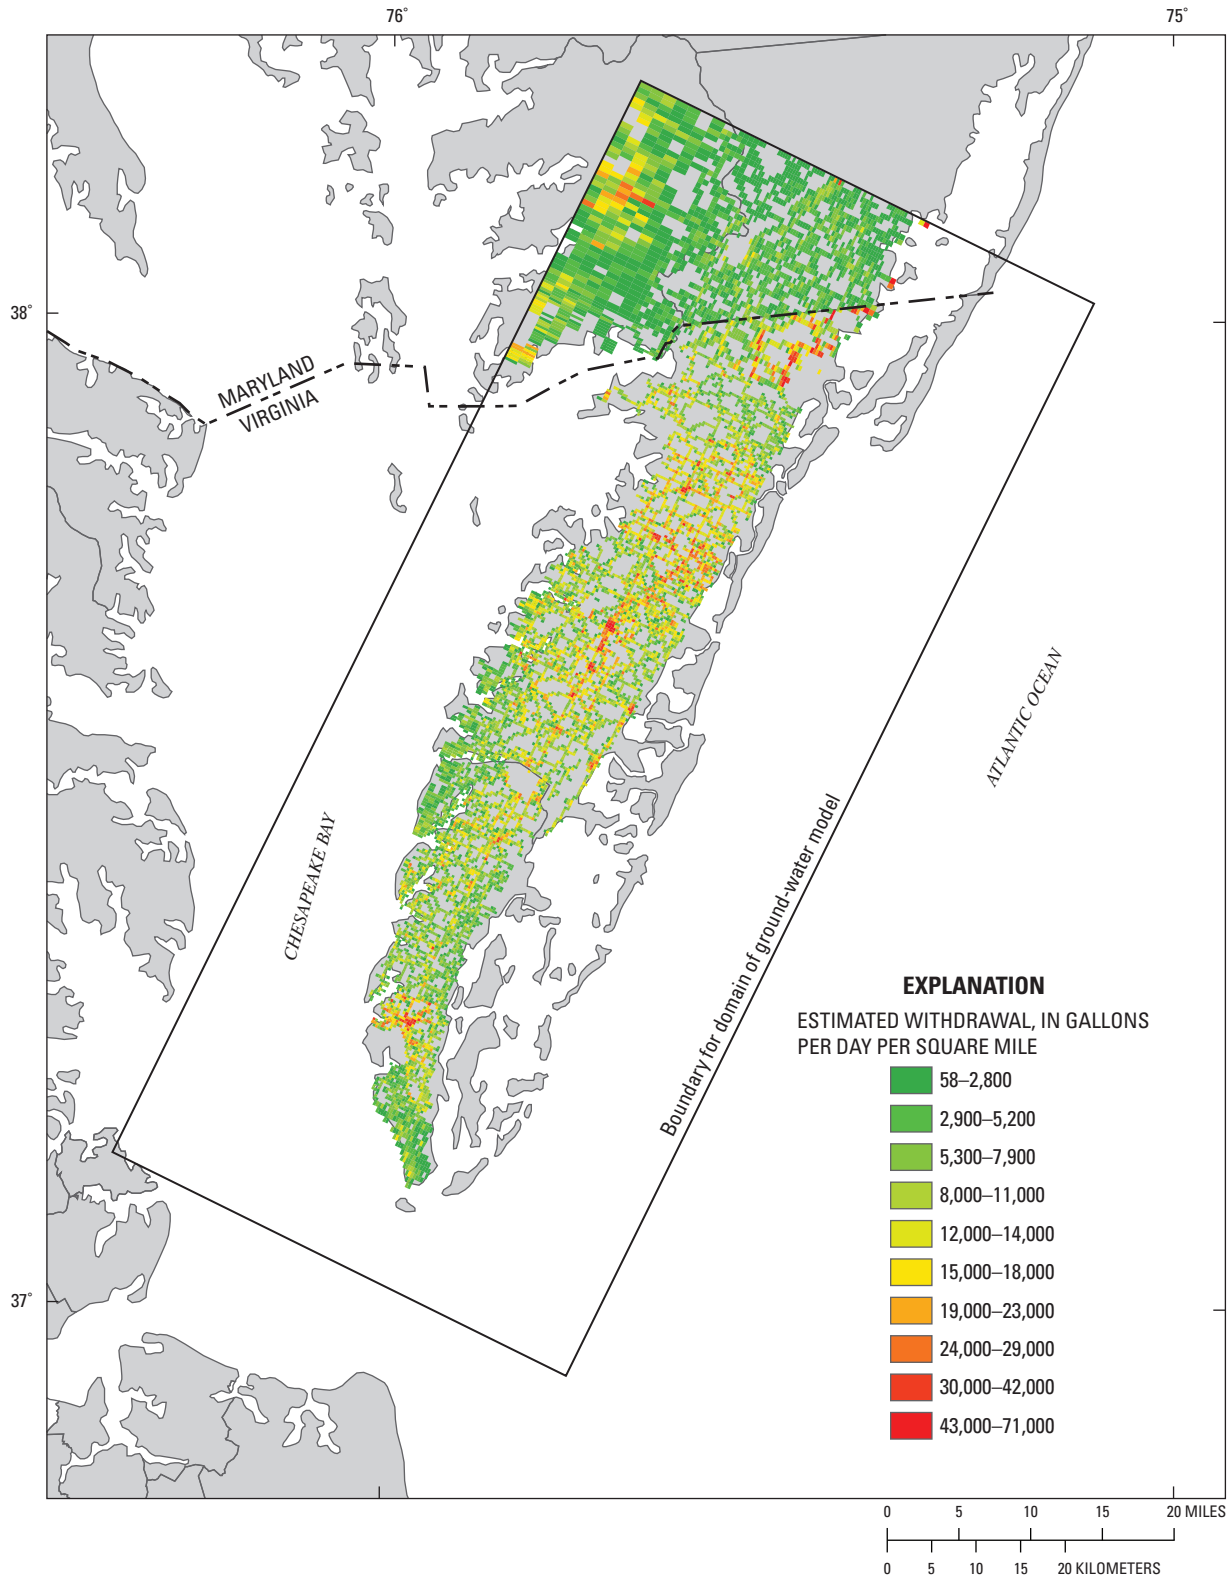 76°
75°
38°
MARYLAND
VIRGINIA
CHESAPEAKE BAY
ATLANTIC OCEAN
Boundary for domain of ground-water model
37°
EXPLANATION
ESTIMATED WITHDRAWAL, IN GALLONS
PER DAY PER SQUARE MILE
58–2,800
2,900–5,200
5,300–7,900
8,000–11,000
12,000–14,000
15,000–18,000
19,000–23,000
24,000–29,000
30,000–42,000
43,000–71,000
0 5 10 15 20 MILES
0 5 10 15 20 KILOMETERS